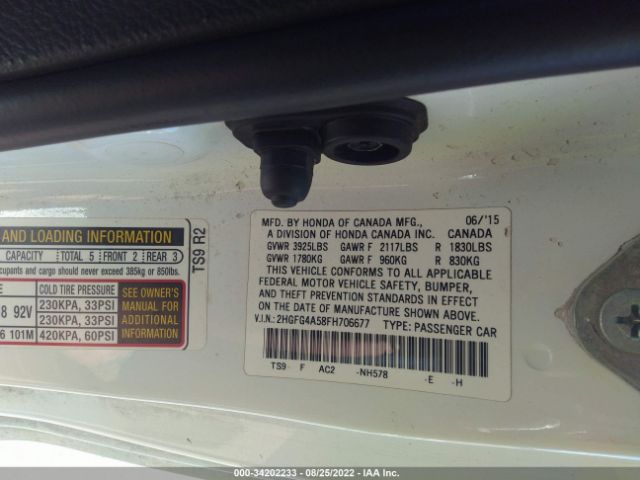 AND LOADING INFORMATION
CAPACITY TOTAL 5 FRONT 2 REAR 3
cupants and cargo should never exceed 385kg or 850lbs.
E COLD TIRE PRESSURE
8 92V 230KPA, 33PSI
230KPA, 33PSI
6 101M 420KPA, 60PSI
SEE OWNER'S
MANUAL FOR
ADDITIONAL
INFORMATION
TS9 R2
MFD. BY HONDA OF CANADA MFG., 06/'15
A DIVISION OF HONDA CANADA INC. CANADA
GVWR 3925LBS GAWR F 2117LBS R 1830LBS
GVWR 1780KG GAWR F 960KG R 830KG
THIS VEHICLE CONFORMS TO ALL APPLICABLE
FEDERAL MOTOR VEHICLE SAFETY, BUMPER,
AND THEFT PREVENTION STANDARDS IN EFFECT
ON THE DATE OF MANUFACTURE SHOWN ABOVE.
V.I.N.: 2HGFG4A58FH706677 TYPE: PASSENGER CAR
TS9 F AC2 -NH578 -E -H
000-34202233 - 08/25/2022 - IAA Inc.